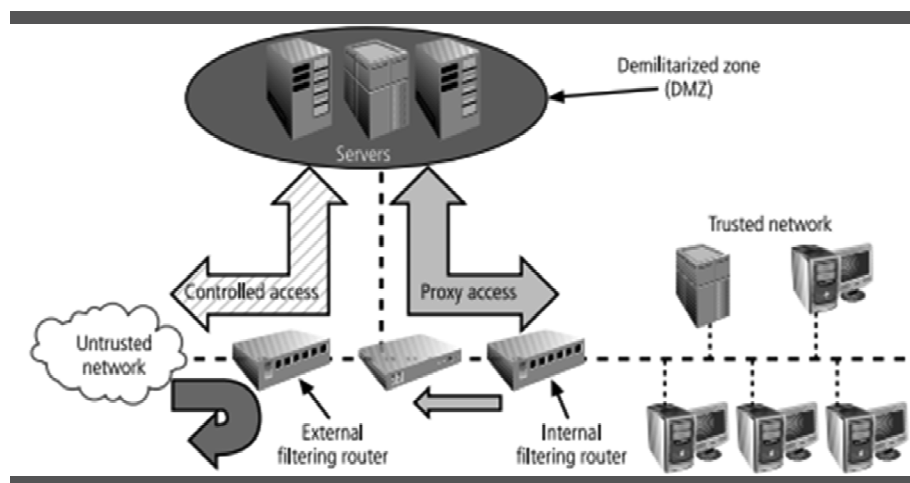 Demilitarized zone
(DMZ)
Servers
Trusted network
Controlled access
Proxy access
Untrusted
network
External
filtering router
Internal
filtering router